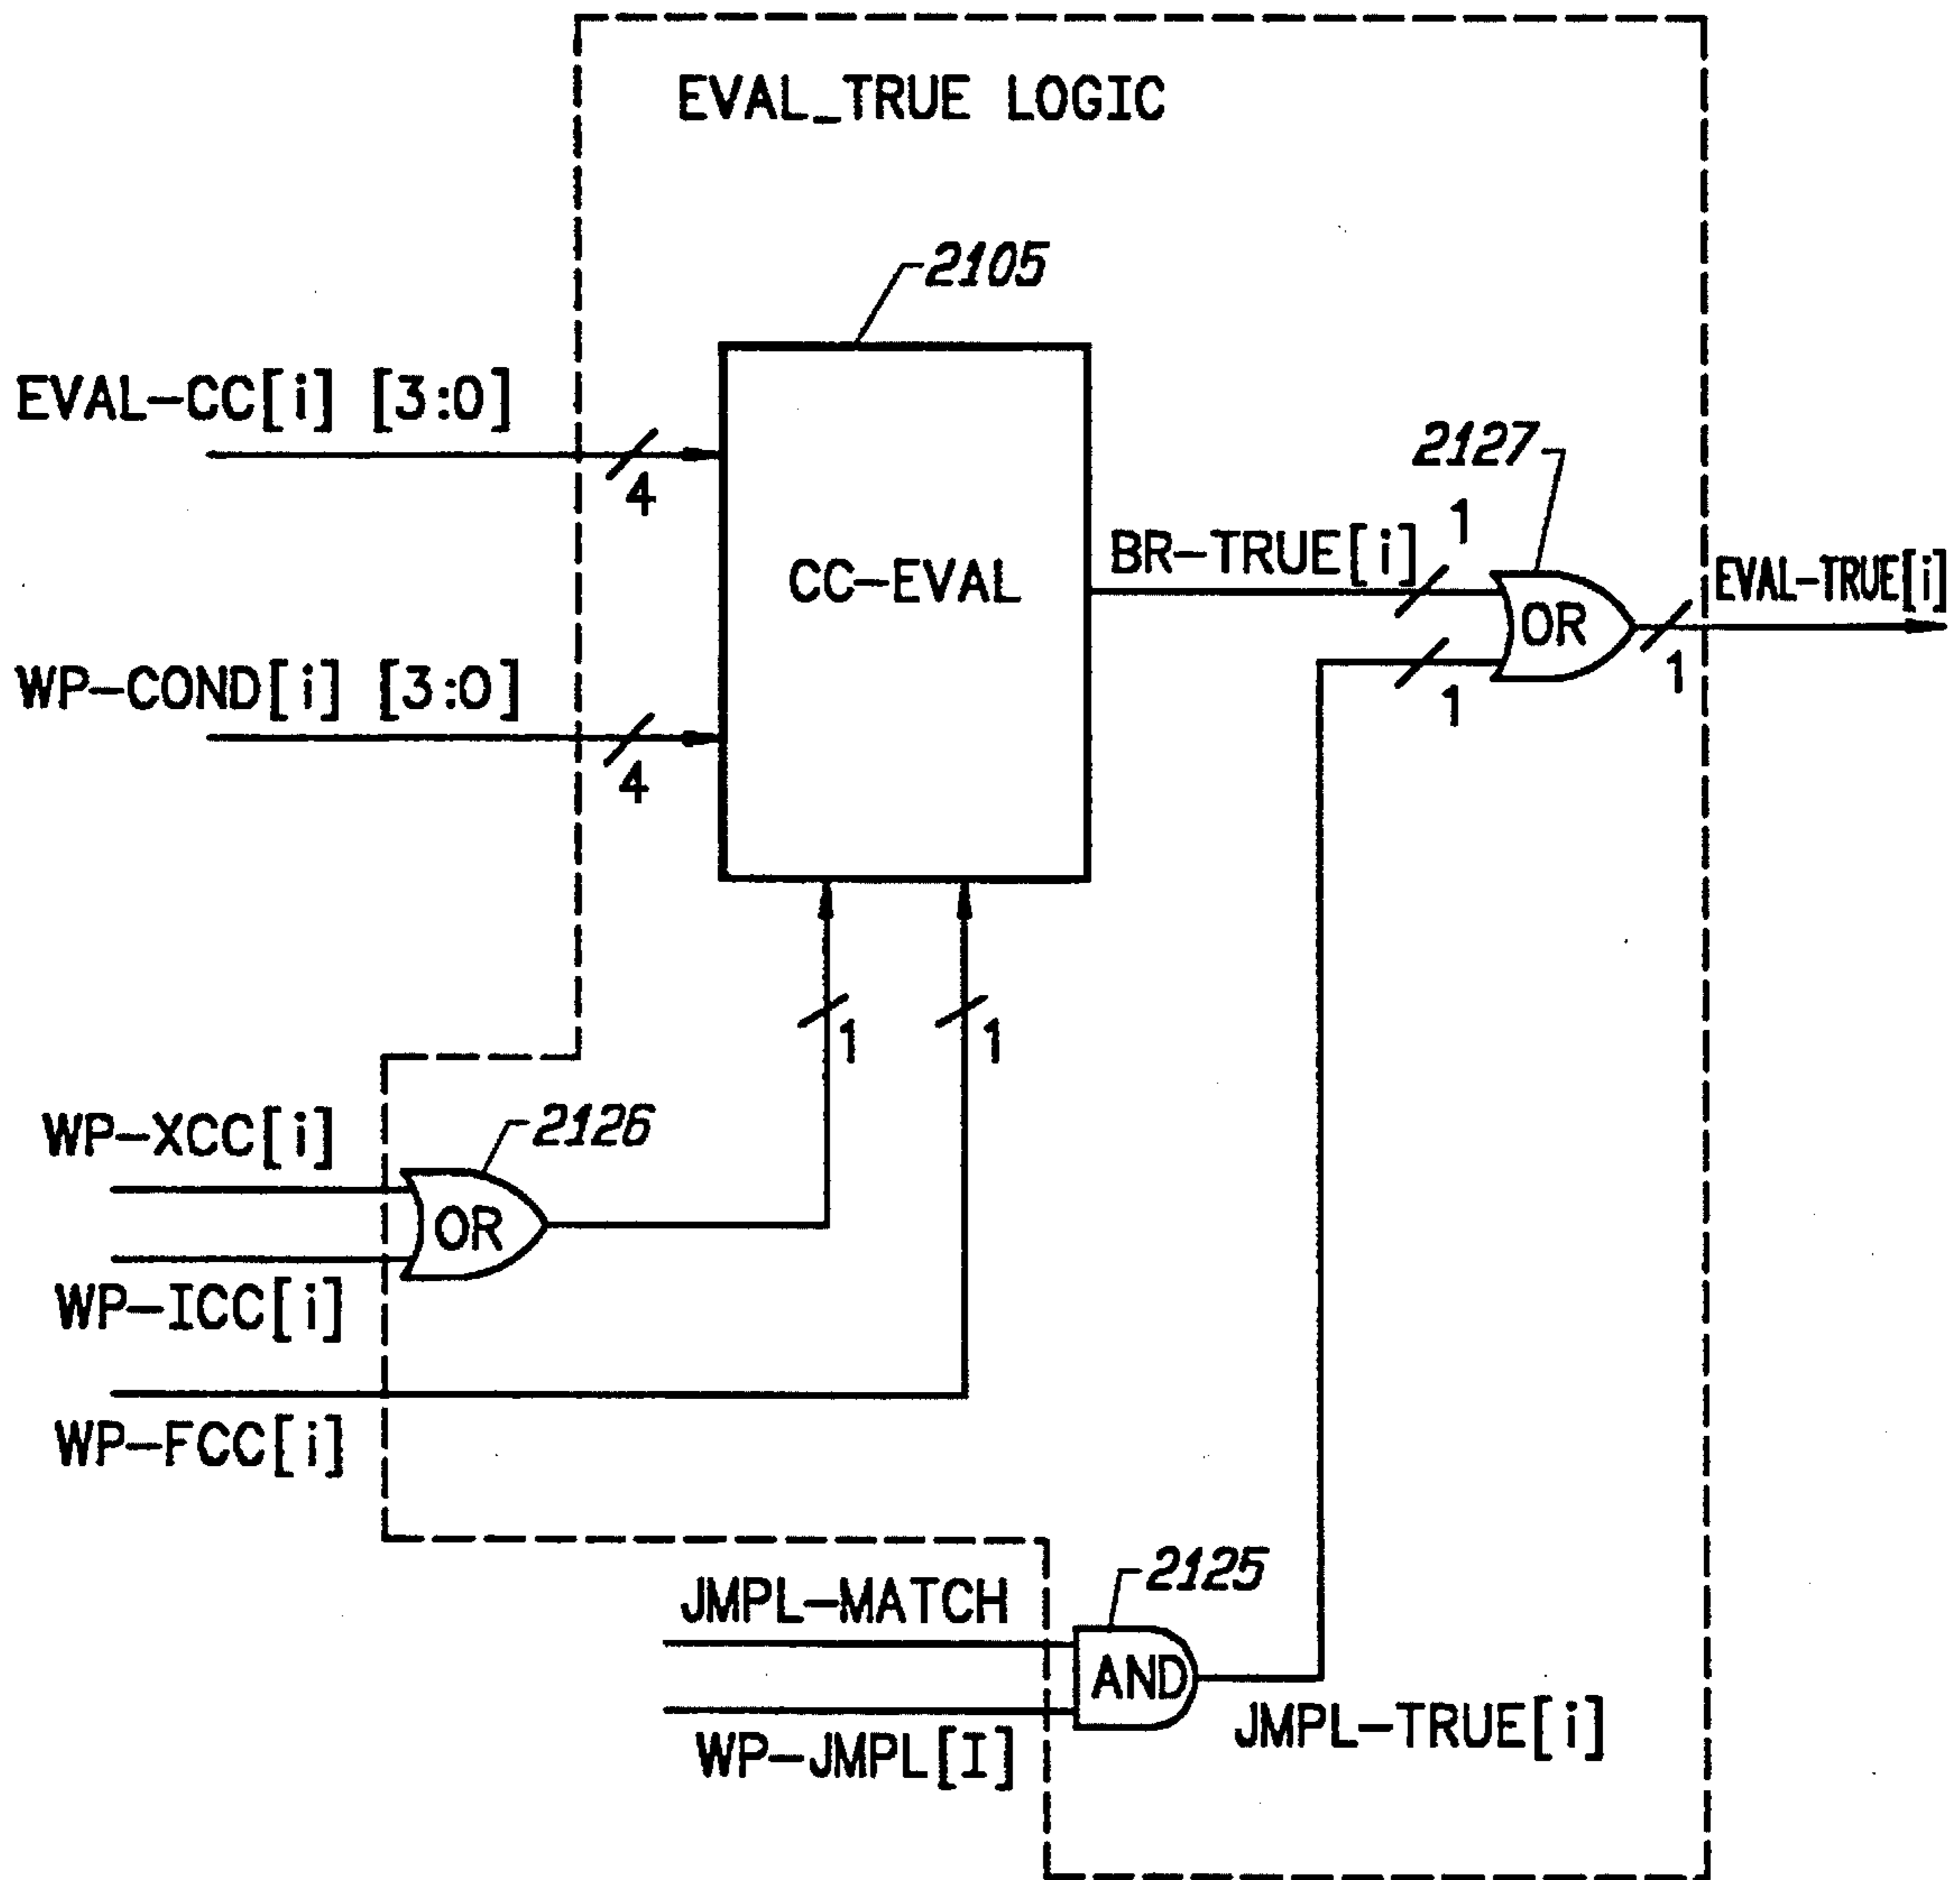 EVAL_TRUE LOGIC
2105
EVAL-CC[i] [3:0]
4
2127
CC-EVAL
BR-TRUE[i]
1
OR
EVAL-TRUE[i]
1
1
WP-COND[i] [3:0]
4
1
1
WP-XCC[i]
2126
OR
WP-ICC[i]
WP-FCC[i]
2125
JMPL-MATCH
AND
WP-JMPL[I]
JMPL-TRUE[i]